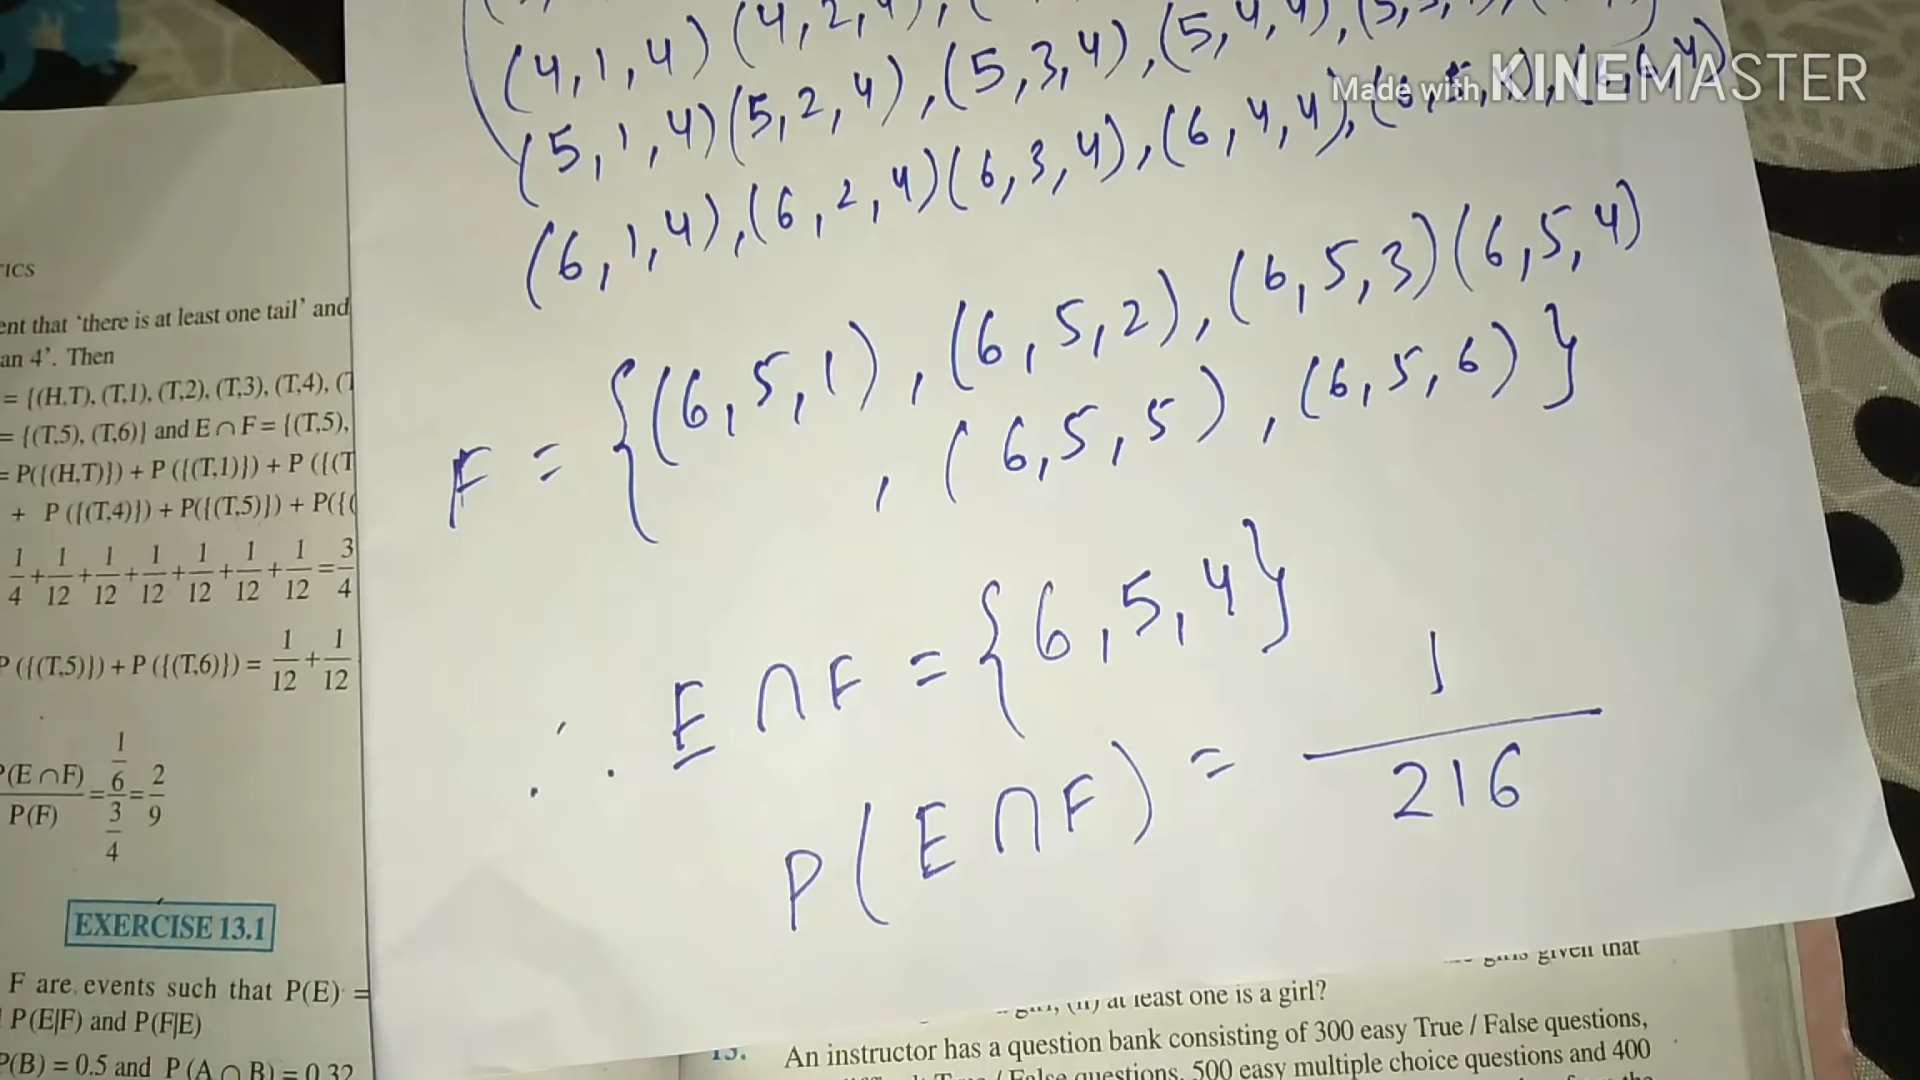 (4,1,4) (4,2,4),
(5,1,4)(5,2,4),(5,3,4),(5,4,4),
(6,1,4),(6,2,4)(6,3,4),(6,4,4),
F = {(6,5,1),(6,5,2),(6,5,3)(6,5,4)
,(6,5,5),(6,5,6)}
∴ E∩F = {6,5,4}
P(E∩F) = 1/216
Made with KINEMASTER
TICS
ent that ‘there is at least one tail’ and
an 4’. Then
= {(H,T), (T,1), (T,2), (T,3), (T,4), (T
= {(T,5), (T,6)} and E ∩ F = {(T,5),
= P({(H,T)}) + P ({(T,1)}) + P ({(T
+ P ({(T,4)}) + P({(T,5)}) + P({(
1/4 + 1/12 + 1/12 + 1/12 + 1/12 + 1/12 + 1/12 = 3/4
P ({(T,5)}) + P ({(T,6)}) = 1/12 + 1/12
P(E ∩ F)/P(F) = 1/6 / 3/4 = 2/9
EXERCISE 13.1
F are events such that P(E) =
P(E|F) and P(F|E)
P(B) = 0.5 and P (A ∩ B) = 0.32
given that
(ii) at least one is a girl?
13. An instructor has a question bank consisting of 300 easy True / False questions,
True / False questions, 500 easy multiple choice questions and 400